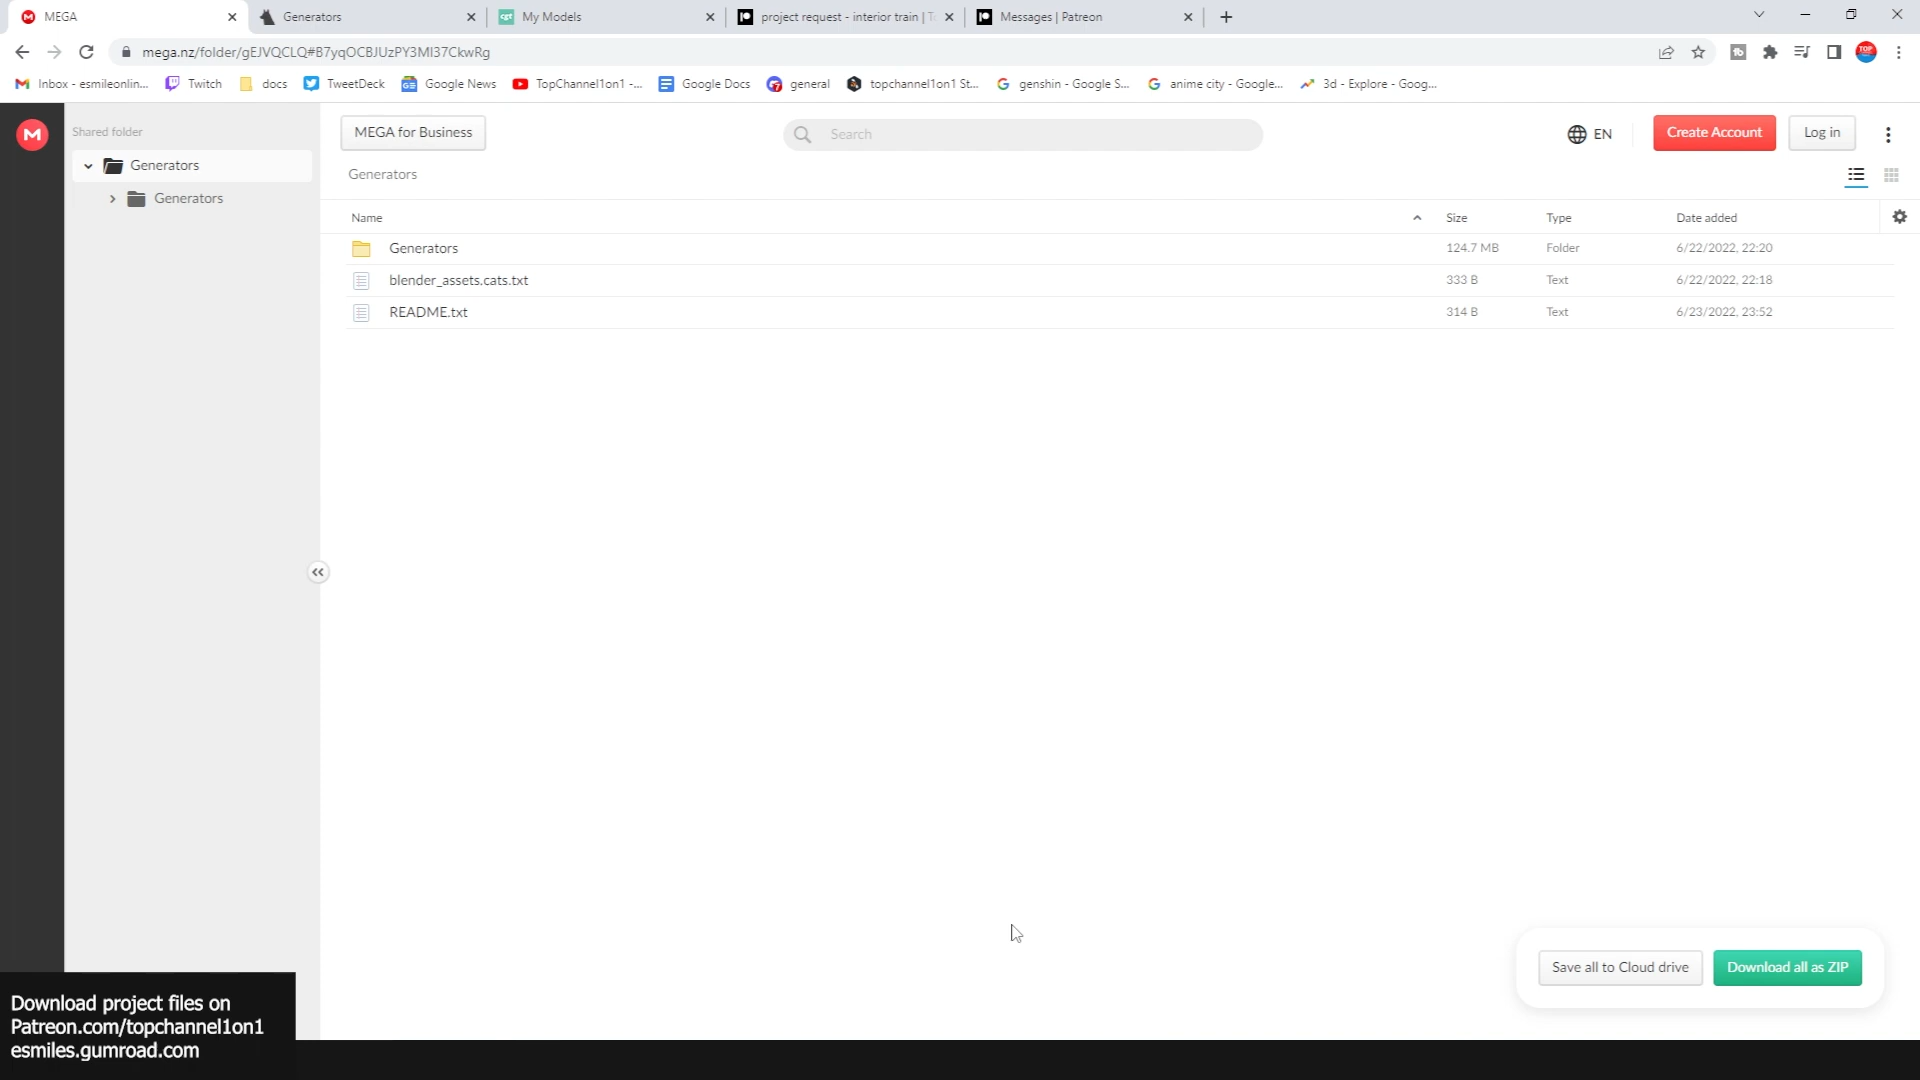 MEGA
Generators
My Models
project request - interior train |
Messages | Patreon
mega.nz/folder/gEJVQCLQ#B7yqOCBJUzPY3MI37CkwRg
Inbox - esmileonlin...
Twitch
docs
TweetDeck
Google News
TopChannel1on1 -...
Google Docs
general
topchannel1on1 St...
genshin - Google S...
anime city - Google...
3d - Explore - Goog...
Shared folder
MEGA for Business
Search
EN
Create Account
Log in
Generators
Generators
Generators
Name
Size
Type
Date added
Generators
124.7 MB
Folder
6/22/2022, 22:20
blender_assets.cats.txt
333 B
Text
6/22/2022, 22:18
README.txt
314 B
Text
6/23/2022, 23:52
Save all to Cloud drive
Download all as ZIP
Download project files on
Patreon.com/topchannel1on1
esmiles.gumroad.com